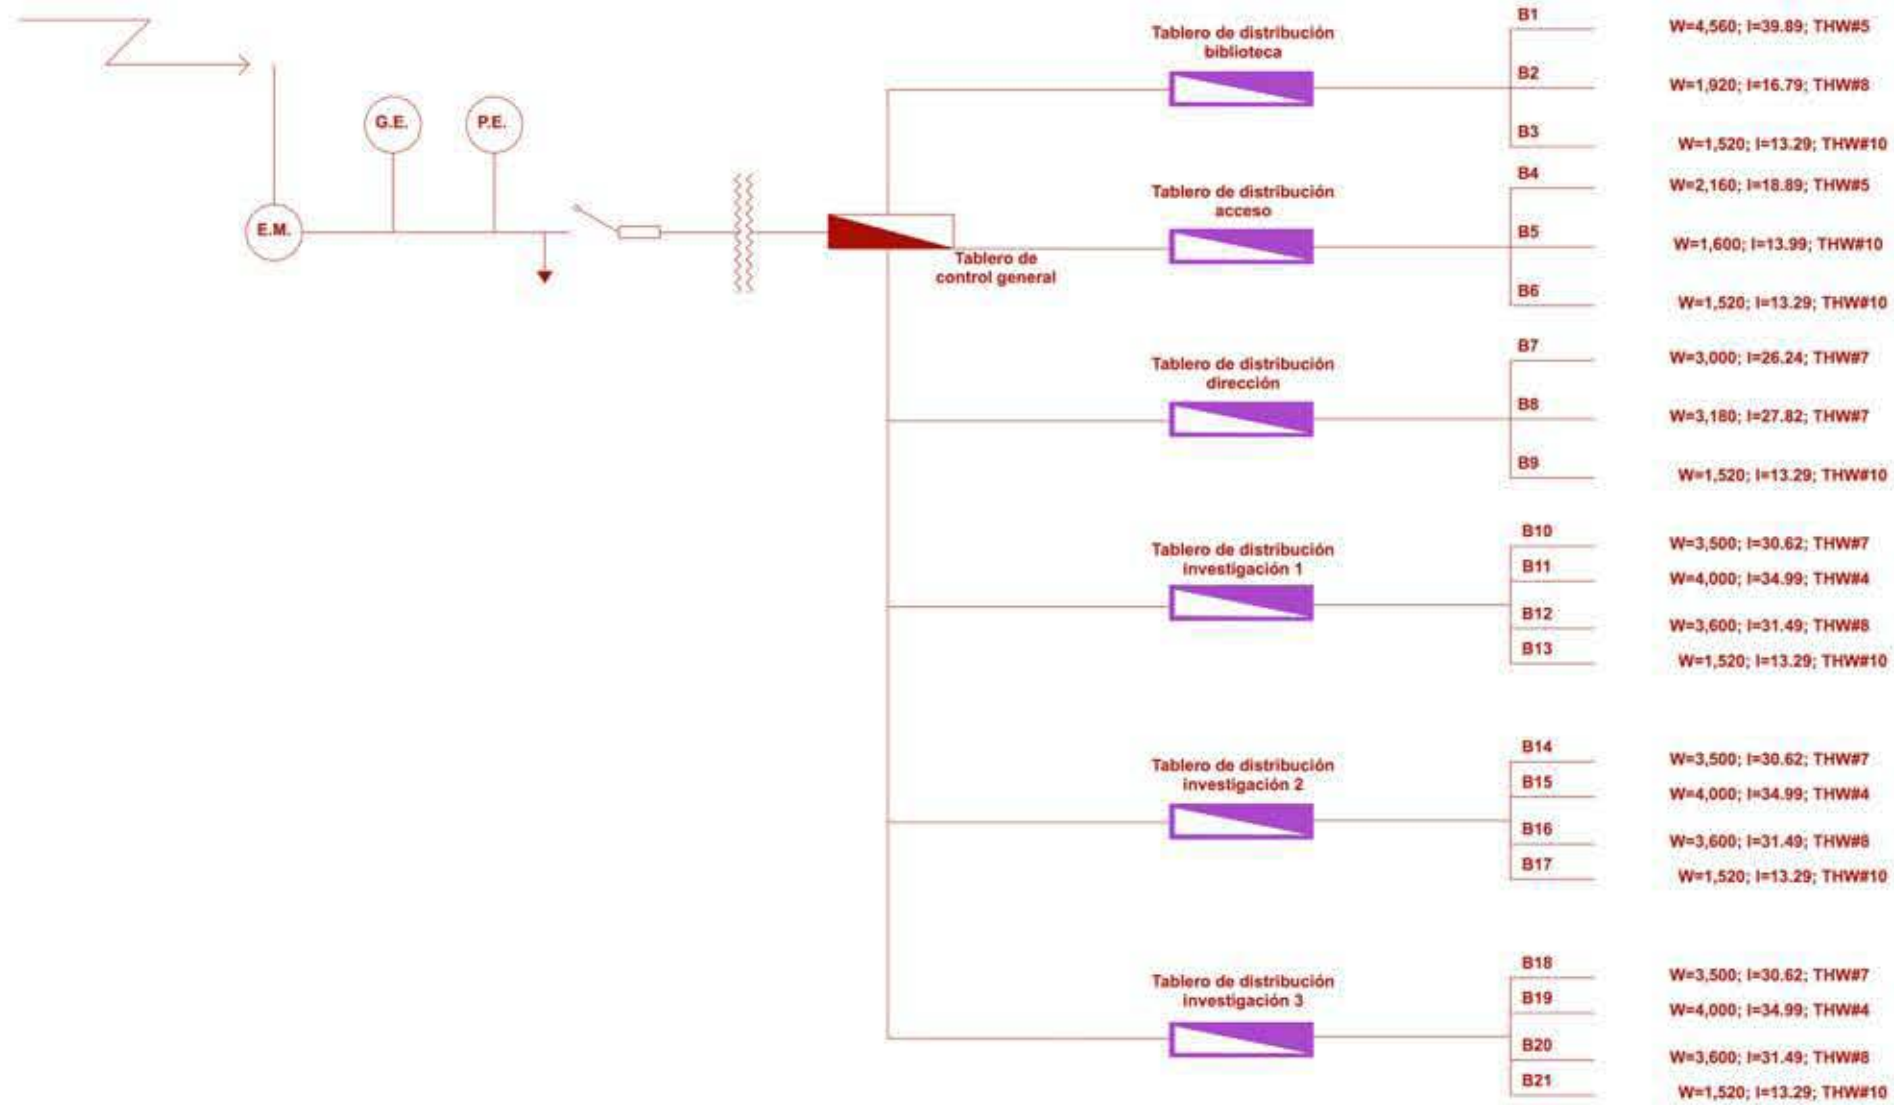 G.E.
P.E.
E.M.
Tablero de
control general
Tablero de distribución
biblioteca
B1
W=4,560; I=39.89; THW#5
B2
W=1,920; I=16.79; THW#8
B3
W=1,520; I=13.29; THW#10
Tablero de distribución
acceso
B4
W=2,160; I=18.89; THW#5
B5
W=1,600; I=13.99; THW#10
B6
W=1,520; I=13.29; THW#10
Tablero de distribución
dirección
B7
W=3,000; I=26.24; THW#7
B8
W=3,180; I=27.82; THW#7
B9
W=1,520; I=13.29; THW#10
Tablero de distribución
investigación 1
B10
W=3,500; I=30.62; THW#7
B11
W=4,000; I=34.99; THW#4
B12
W=3,600; I=31.49; THW#8
B13
W=1,520; I=13.29; THW#10
Tablero de distribución
investigación 2
B14
W=3,500; I=30.62; THW#7
B15
W=4,000; I=34.99; THW#4
B16
W=3,600; I=31.49; THW#8
B17
W=1,520; I=13.29; THW#10
Tablero de distribución
investigación 3
B18
W=3,500; I=30.62; THW#7
B19
W=4,000; I=34.99; THW#4
B20
W=3,600; I=31.49; THW#8
B21
W=1,520; I=13.29; THW#10